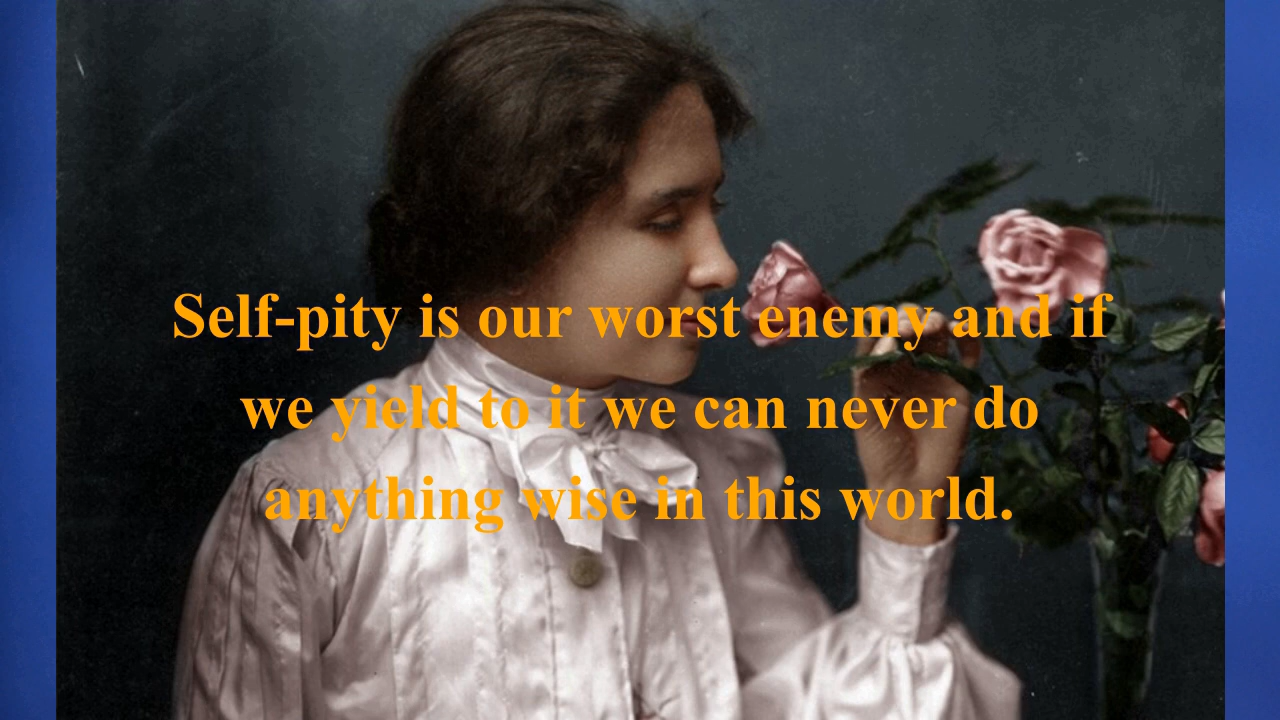 Self-pity is our worst enemy and if
we yield to it we can never do
anything wise in this world.